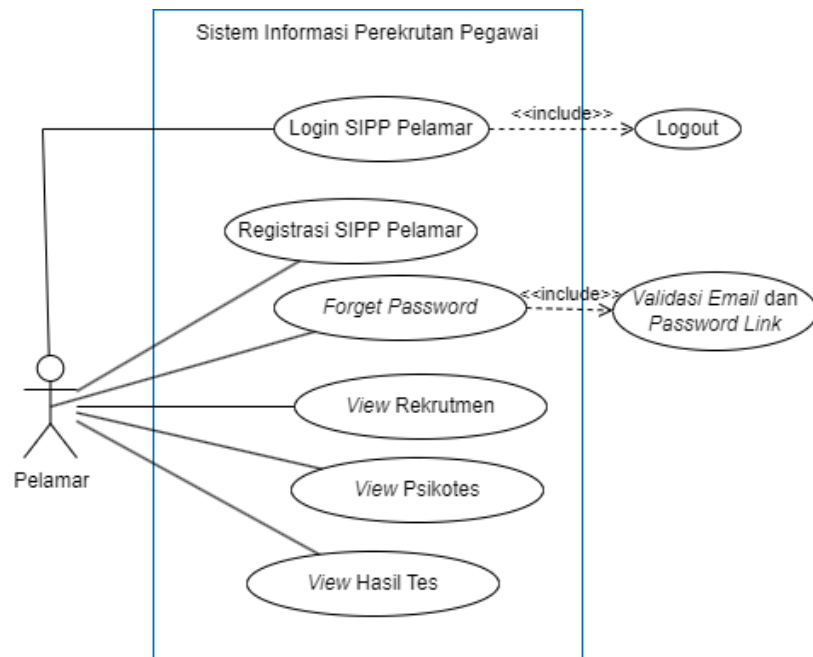 Sistem Informasi Perekrutan Pegawai
Login SIPP Pelamar
<<include>>
Logout
Registrasi SIPP Pelamar
Forget Password
<<include>>
Validasi Email dan
Password Link
View Rekrutmen
View Psikotes
View Hasil Tes
Pelamar